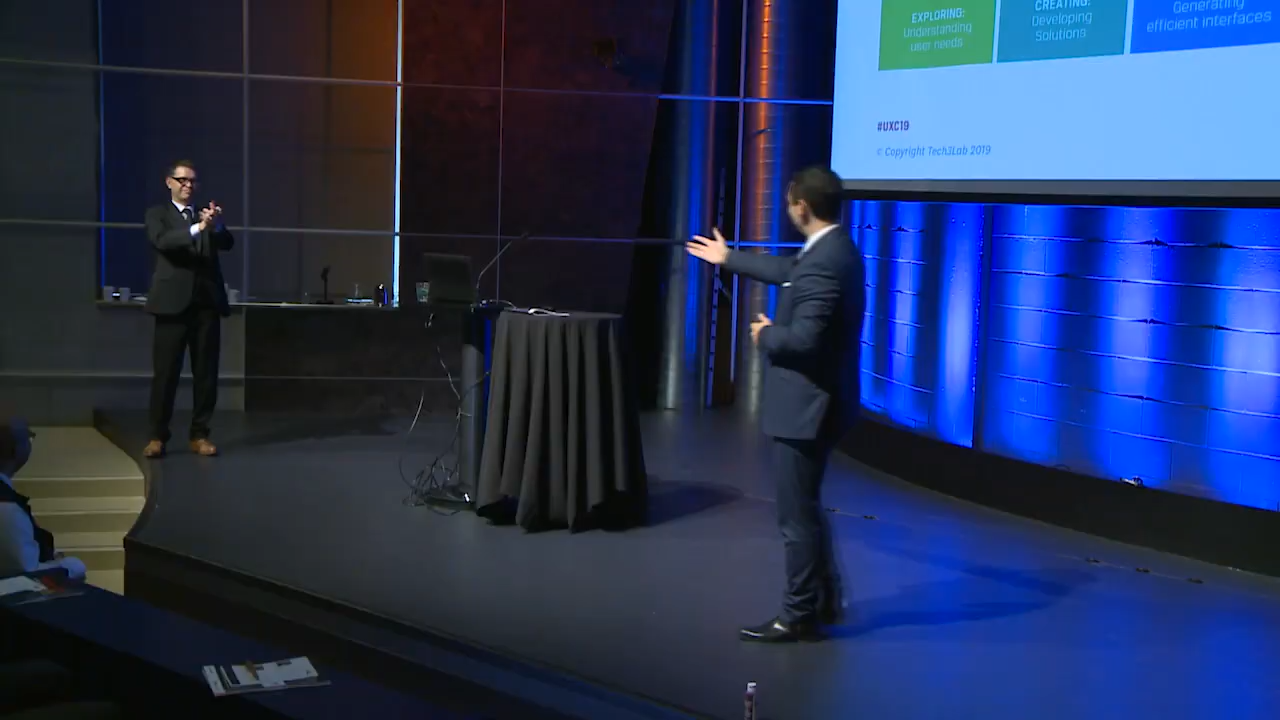 EXPLORING:
Understanding
user needs
CREATING:
Developing
Solutions
Generating
efficient interfaces
#UXC19
© Copyright Tech3Lab 2019